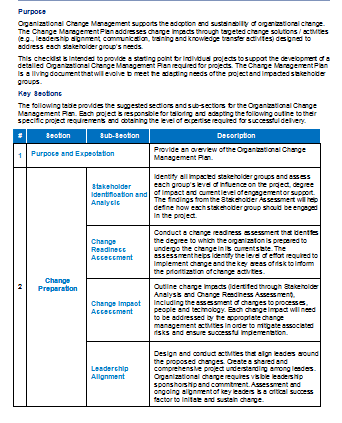 Purpose
Organizational Change Management supports the adoption and sustainability of organizational change.
The Change Management Plan addresses change impacts through targeted change solutions / activities
(e.g., leadership alignment, communication, training and knowledge transfer activities) designed to
address each stakeholder group's needs.
This checklist is intended to provide a starting point for individual projects to support the development of a
detailed Organizational Change Management Plan required for projects. The Change Management Plan
is a living document that will evolve to meet the adapting needs of the project and impacted stakeholder
groups.
Key Sections
The following table provides the suggested sections and sub-sections for the Organizational Change
Management Plan. Each project is responsible for tailoring and adapting the following outline to their
specific project requirements and obtaining the level of expertise required for successful delivery.
# Section Sub-Section Description
1 Purpose and Expectation
Provide an overview of the Organizational Change
Management Plan.
2 Change
Preparation
Stakeholder
Identification and
Analysis
Identify all impacted stakeholder groups and assess
each group's level of influence on the project, degree
of impact and current level of engagement or support.
The findings from the Stakeholder Assessment will help
define how each stakeholder group should be engaged
in the project.
Change
Readiness
Assessment
Conduct a change readiness assessment that identifies
the degree to which the organization is prepared to
undergo the change in its current state. The
assessment helps identify the level of effort required to
implement change and the key areas of risk to inform
the prioritization of change activities.
Change Impact
Assessment
Outline change impacts (identified through Stakeholder
Analysis and Change Readiness Assessment),
including the assessment of changes to processes,
people and technology. Each change impact will need
to be addressed by the appropriate change
management activities in order to mitigate associated
risks and ensure successful implementation.
Leadership
Alignment
Design and conduct activities that align leaders around
the proposed changes. Create a shared and
comprehensive project understanding among leaders.
Organizational change requires visible leadership
sponsorship and commitment. Assessment and
ongoing alignment of key leaders is a critical success
factor to initiate and sustain change.